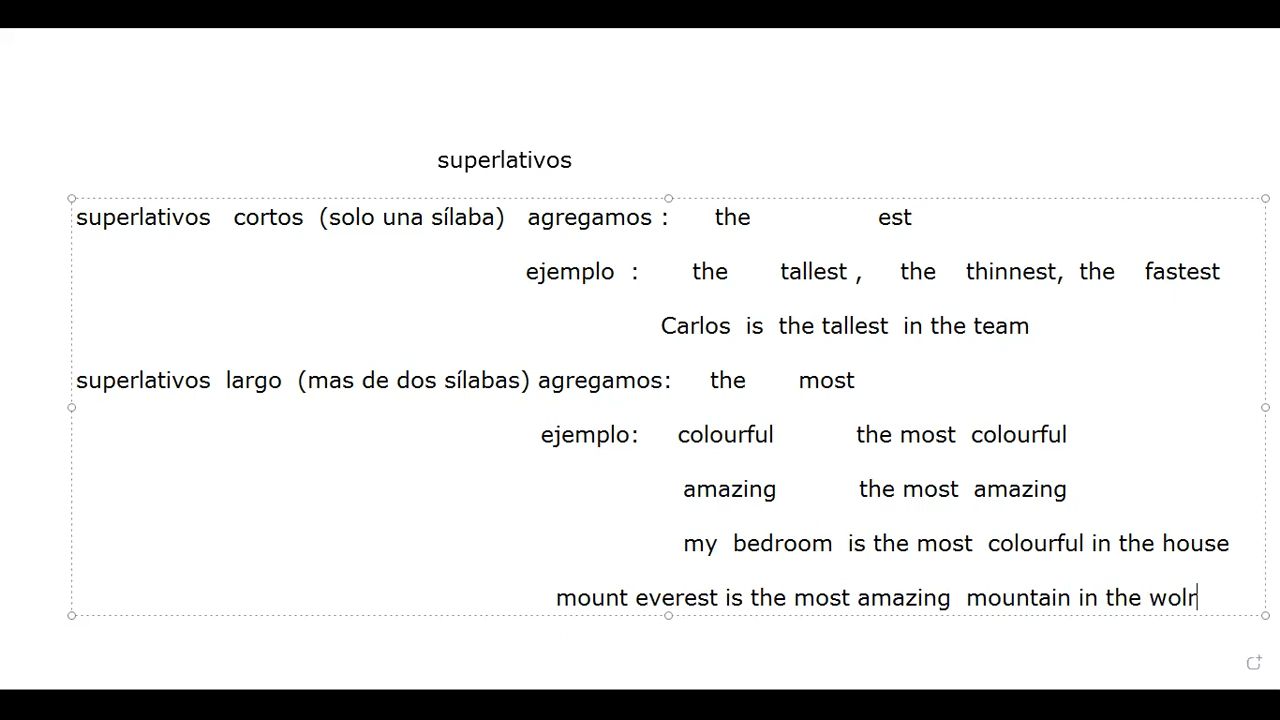 superlativos
superlativos cortos (solo una sílaba) agregamos : the est
ejemplo : the tallest , the thinnest, the fastest
Carlos is the tallest in the team
superlativos largo (mas de dos sílabas) agregamos: the most
ejemplo: colourful the most colourful
amazing the most amazing
my bedroom is the most colourful in the house
mount everest is the most amazing mountain in the wolr